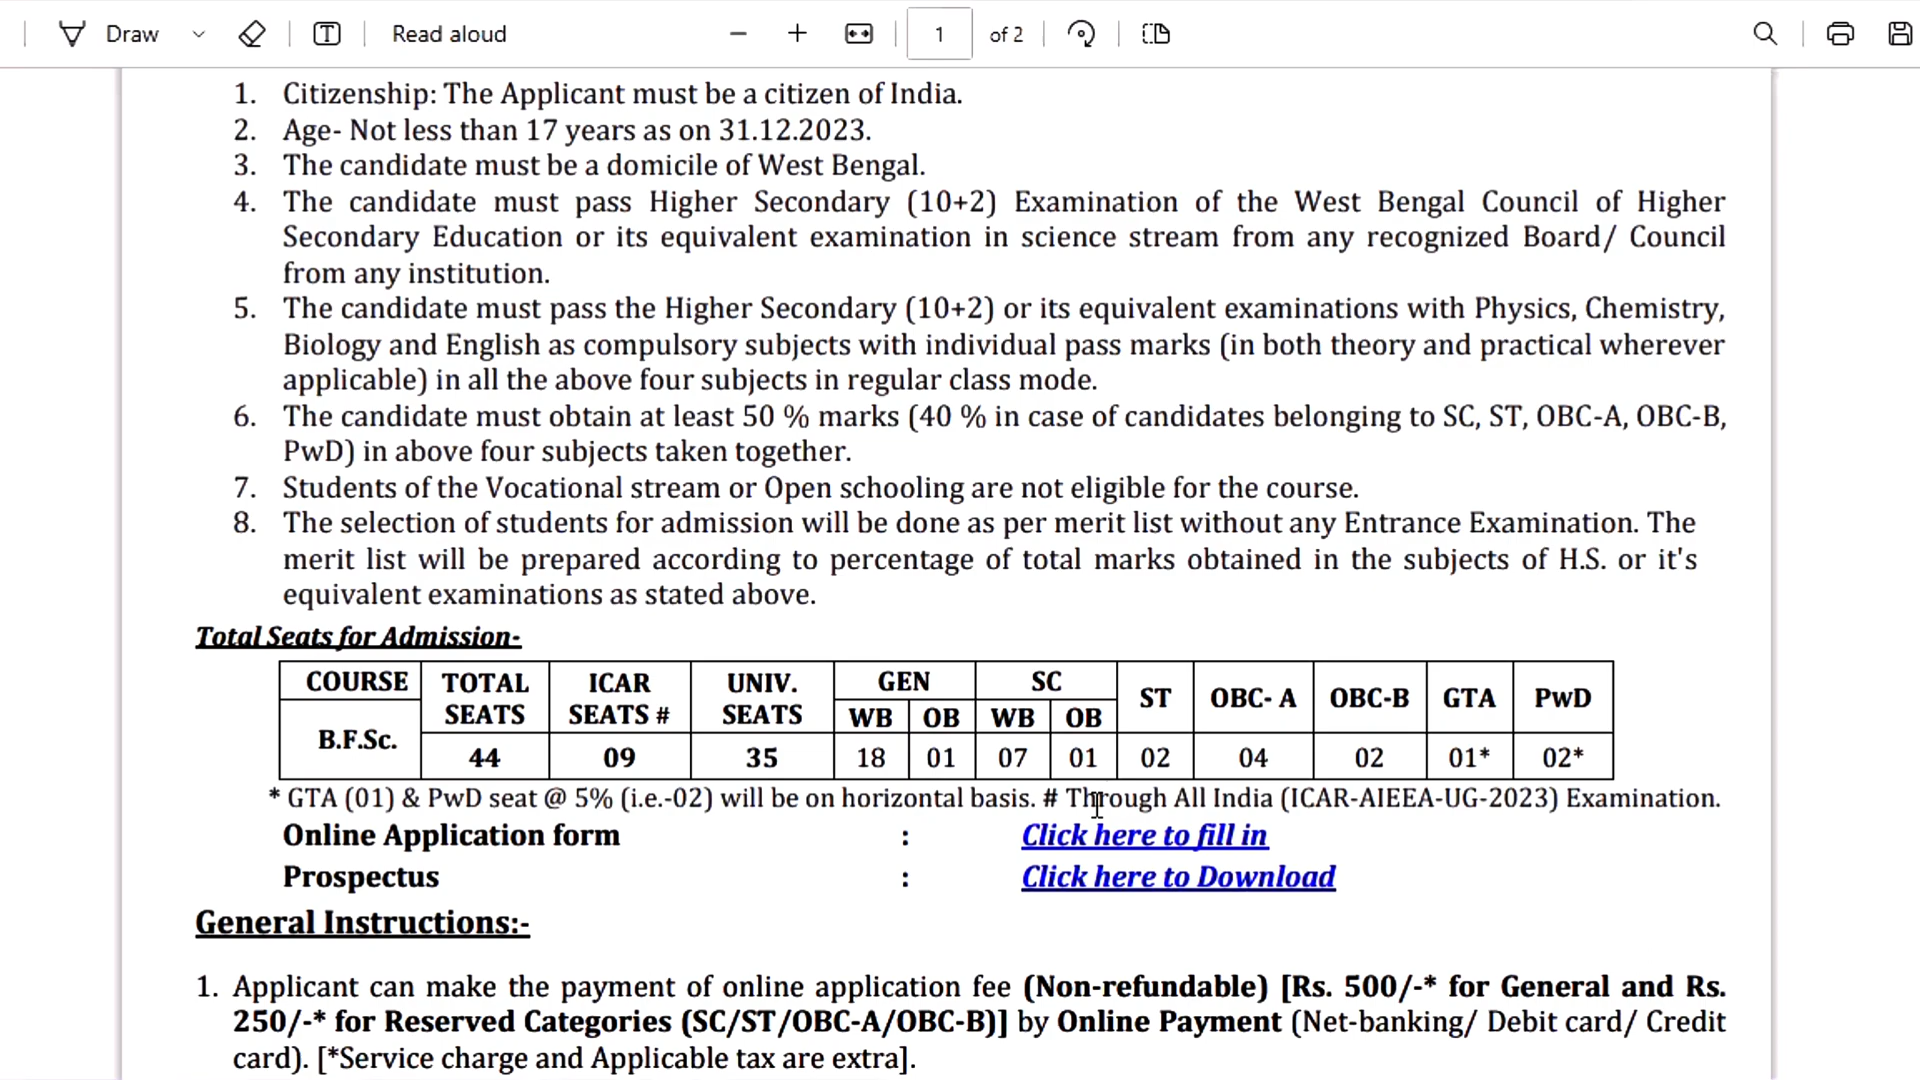 Draw
Read aloud
1
of 2
1. Citizenship: The Applicant must be a citizen of India.
2. Age- Not less than 17 years as on 31.12.2023.
3. The candidate must be a domicile of West Bengal.
4. The candidate must pass Higher Secondary (10+2) Examination of the West Bengal Council of Higher
Secondary Education or its equivalent examination in science stream from any recognized Board/ Council
from any institution.
5. The candidate must pass the Higher Secondary (10+2) or its equivalent examinations with Physics, Chemistry,
Biology and English as compulsory subjects with individual pass marks (in both theory and practical wherever
applicable) in all the above four subjects in regular class mode.
6. The candidate must obtain at least 50 % marks (40 % in case of candidates belonging to SC, ST, OBC-A, OBC-B,
PwD) in above four subjects taken together.
7. Students of the Vocational stream or Open schooling are not eligible for the course.
8. The selection of students for admission will be done as per merit list without any Entrance Examination. The
merit list will be prepared according to percentage of total marks obtained in the subjects of H.S. or it's
equivalent examinations as stated above.
Total Seats for Admission-
COURSE TOTAL SEATS ICAR SEATS # UNIV. SEATS GEN SC ST OBC- A OBC-B GTA PwD
WB OB WB OB
B.F.Sc. 44 09 35 18 01 07 01 02 04 02 01* 02*
* GTA (01) & PwD seat @ 5% (i.e.-02) will be on horizontal basis. # Through All India (ICAR-AIEEA-UG-2023) Examination.
Online Application form : Click here to fill in
Prospectus : Click here to Download
General Instructions:-
1. Applicant can make the payment of online application fee (Non-refundable) [Rs. 500/-* for General and Rs.
250/-* for Reserved Categories (SC/ST/OBC-A/OBC-B)] by Online Payment (Net-banking/ Debit card/ Credit
card). [*Service charge and Applicable tax are extra].